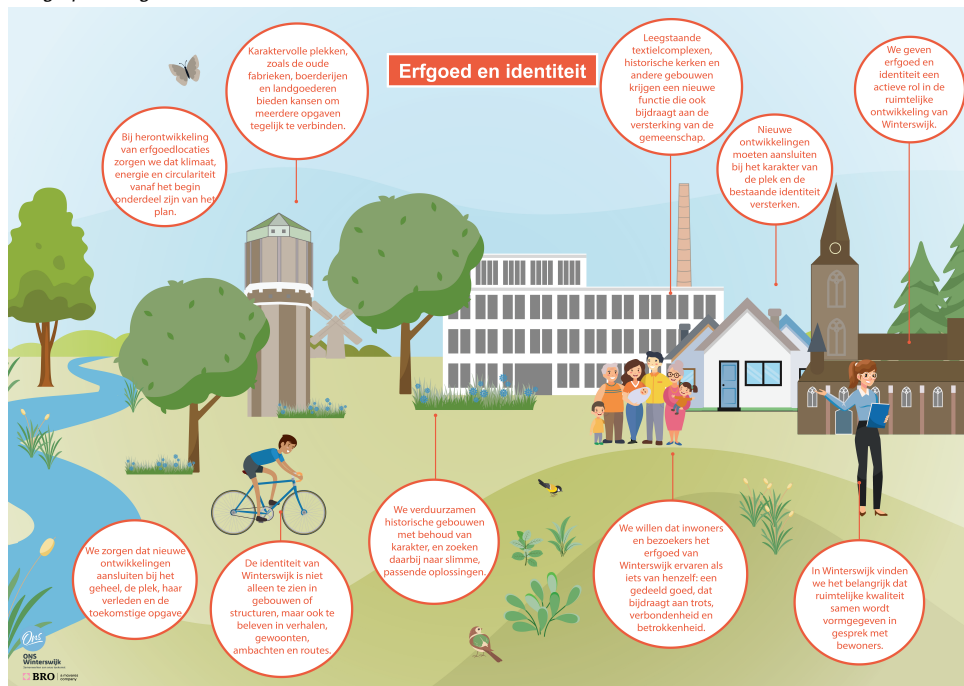 Erfgoed en identiteit
Karaktervolle plekken,
zoals de oude
fabrieken, boerderijen
en landgoederen
bieden kansen om
meerdere opgaven
tegelijk te verbinden.
Leegstaande
textielcomplexen,
historische kerken en
andere gebouwen
krijgen een nieuwe
functie die ook
bijdraagt aan de
versterking van de
gemeenschap.
We geven
erfgoed en
identiteit een
actieve rol in de
ruimtelijke
ontwikkeling van
Winterswijk.
Bij herontwikkeling
van erfgoedlocaties
zorgen we dat klimaat,
energie en circulariteit
vanaf het begin
onderdeel zijn van het
plan.
Nieuwe
ontwikkelingen
moeten aansluiten
bij het karakter van
de plek en de
bestaande identiteit
versterken.
We zorgen dat nieuwe
ontwikkelingen
aansluiten bij het
geheel, de plek, haar
verleden en de
toekomstige opgave
De identiteit van
Winterswijk is niet
alleen te zien in
gebouwen of
structuren, maar ook te
beleven in verhalen,
gewoonten,
ambachten en routes.
We verduurzamen
historische gebouwen
met behoud van
karakter, en zoeken
daarbij naar slimme,
passende oplossingen.
We willen dat inwoners
en bezoekers het
erfgoed van
Winterswijk ervaren als
iets van henzelf: een
gedeeld goed, dat
bijdraagt aan trots,
verbondenheid en
betrokkenheid.
In Winterswijk vinden
we het belangrijk dat
ruimtelijke kwaliteit
samen wordt
vormgegeven in
gesprek met
bewoners.
Ons
ONS
Winterswijk
BRO a movares
company